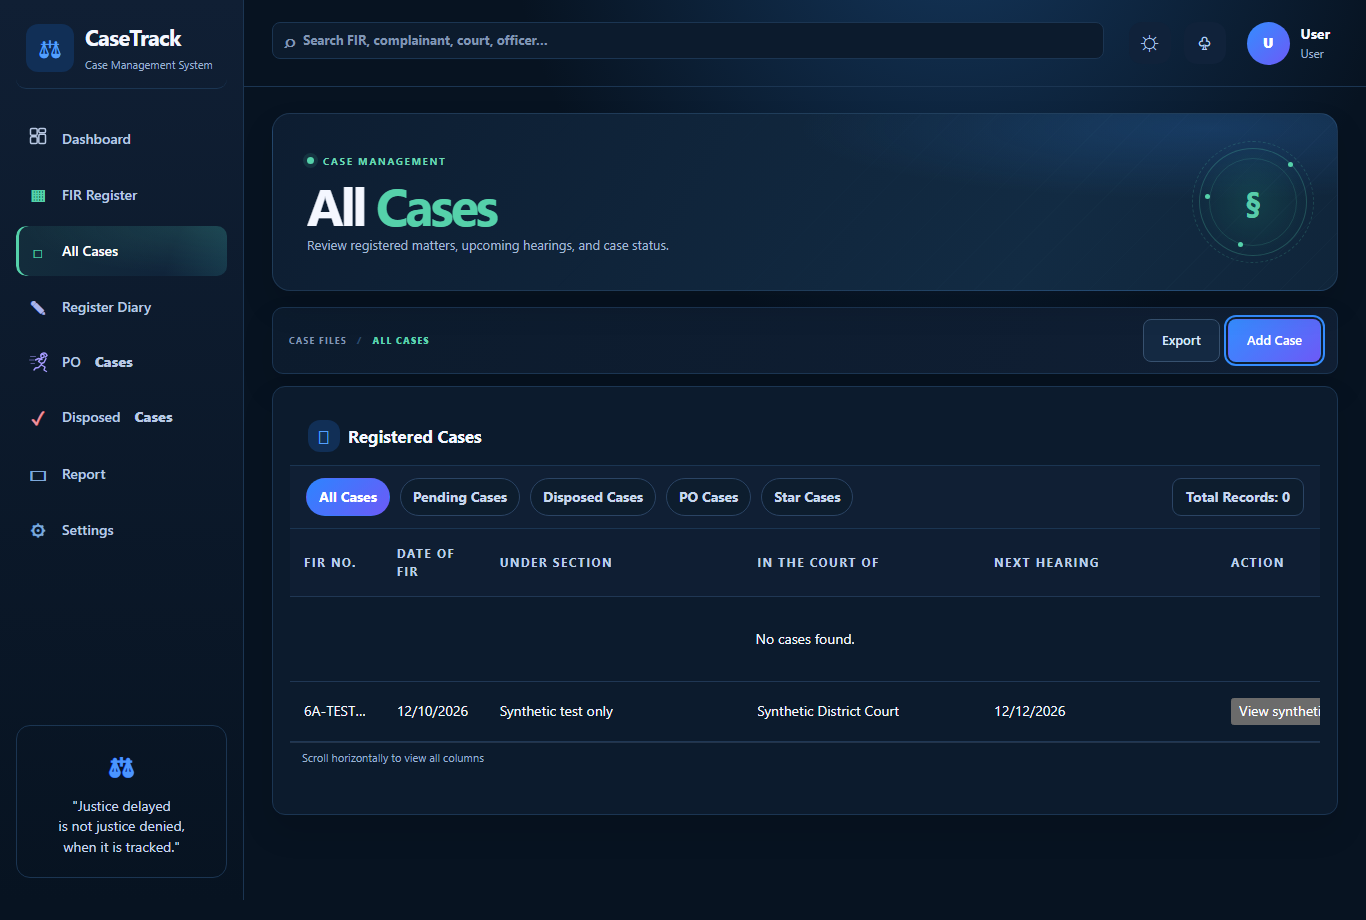 CaseTrack
Case Management System
Dashboard
FIR Register
All Cases
Register Diary
PO Cases
Disposed Cases
Report
Settings
"Justice delayed
is not justice denied,
when it is tracked."
Search FIR, complainant, court, officer...
U
User
User
CASE MANAGEMENT
All Cases
Review registered matters, upcoming hearings, and case status.
§
CASE FILES / ALL CASES
Export
Add Case
Registered Cases
All Cases
Pending Cases
Disposed Cases
PO Cases
Star Cases
Total Records: 0
FIR NO.
DATE OF
FIR
UNDER SECTION
IN THE COURT OF
NEXT HEARING
ACTION
No cases found.
6A-TEST... 12/10/2026 Synthetic test only Synthetic District Court 12/12/2026 View syntheti
Scroll horizontally to view all columns